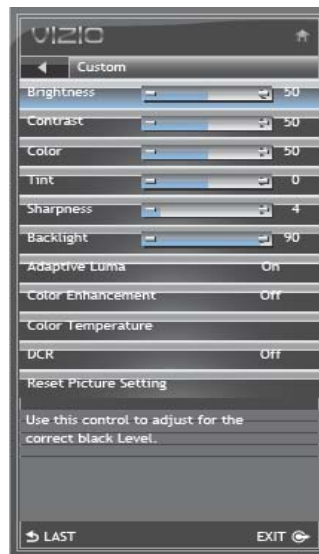 VIZIO
Custom
Brightness 50
Contrast 50
Color 50
Tint 0
Sharpness 4
Backlight 90
Adaptive Luma On
Color Enhancement Off
Color Temperature
DCR Off
Reset Picture Setting
Use this control to adjust for the
correct black Level.
LAST EXIT